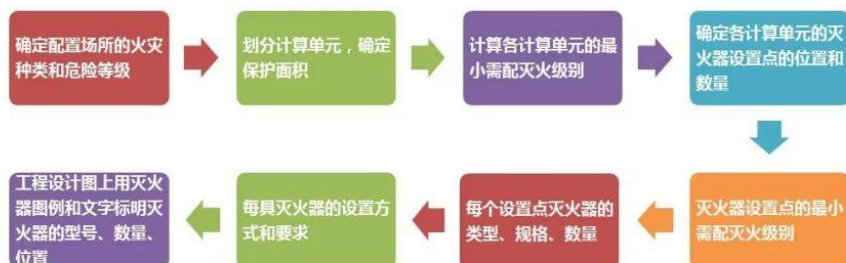 确定配置场所的火灾
种类和危险等级
划分计算单元，确定
保护面积
计算各计算单元的最
小需配灭火级别
确定各计算单元的灭
火器设置点的位置和
数量
灭火器设置点的最小
需配灭火级别
每个设置点灭火器的
类型、规格、数量
每具灭火器的设置方
式和要求
工程设计图上用灭火
器图例和文字标明灭
火器的型号、数量、
位置